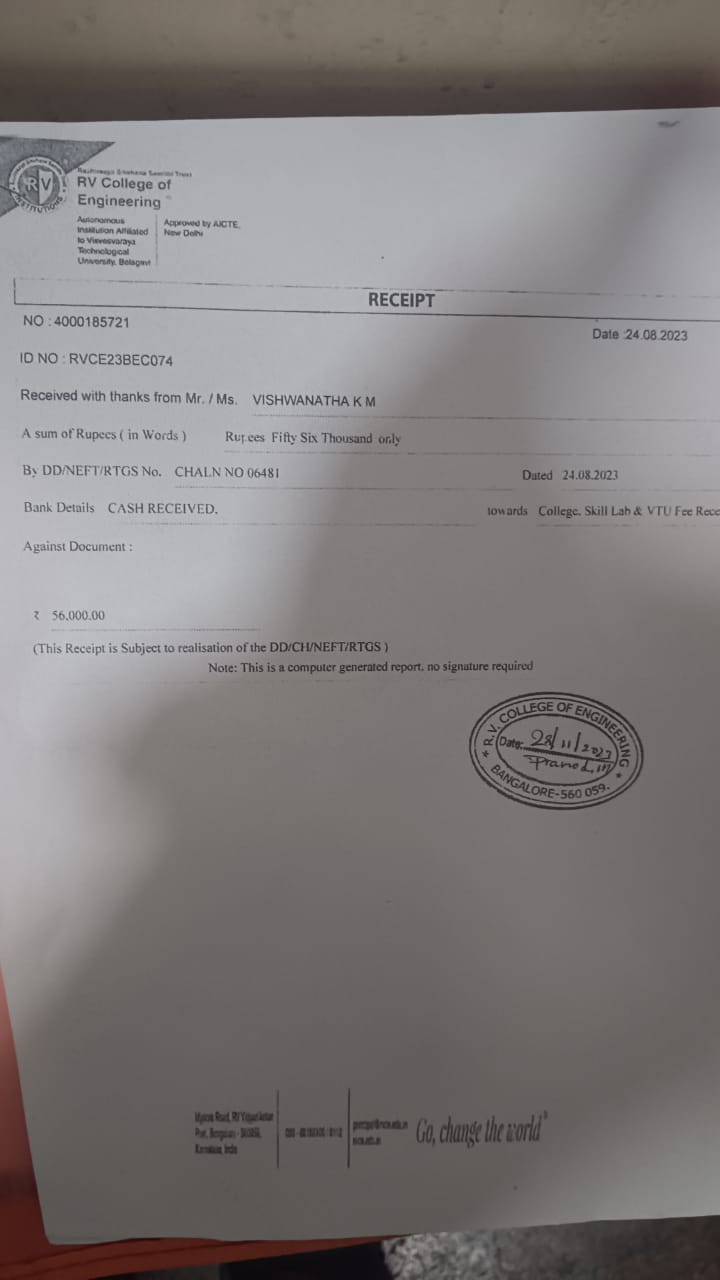 RV
Rashtreeya Sikshana Samithi Trust
RV College of
Engineering
Autonomous
Institution Affiliated
to Visvesvaraya
Technological
University, Belagavi
Approved by AICTE,
New Delhi
RECEIPT
NO : 4000185721
Date :24.08.2023
ID NO : RVCE23BEC074
Received with thanks from Mr. / Ms. VISHWANATHA K M
A sum of Rupees ( in Words ) Rupees Fifty Six Thousand only
By DD/NEFT/RTGS No. CHALN NO 06481 Dated 24.08.2023
Bank Details CASH RECEIVED. towards College, Skill Lab & VTU Fee Rece
Against Document :
₹ 56,000.00
(This Receipt is Subject to realisation of the DD/CH/NEFT/RTGS )
Note: This is a computer generated report, no signature required
R.V. COLLEGE OF ENGINEERING
Date: 28/11/2023
BANGALORE-560 059.
Mysore Road, RV Vidyaniketan
Post, Bengaluru - 560059,
Karnataka, India
Go, change the world